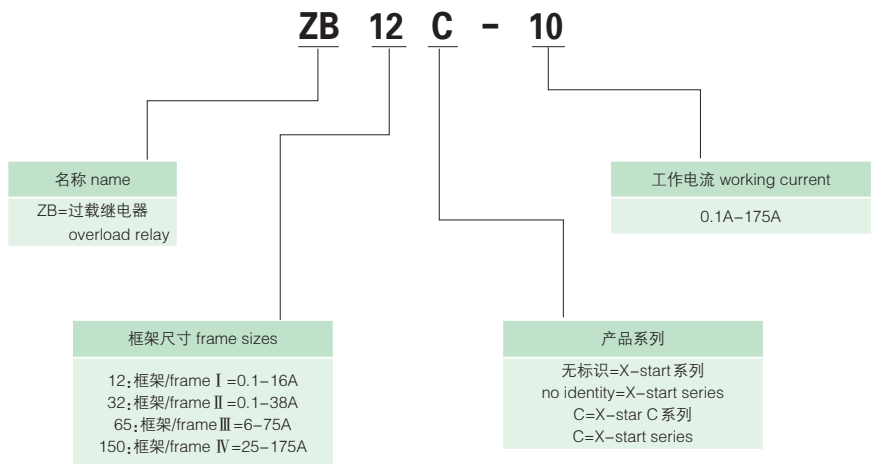 ZB 12 C - 10
名称 name
ZB=过载继电器
overload relay
工作电流 working current
0.1A-175A
框架尺寸 frame sizes
12:框架/frame Ⅰ=0.1-16A
32:框架/frame Ⅱ=0.1-38A
65:框架/frame Ⅲ=6-75A
150:框架/frame Ⅳ=25-175A
产品系列
无标识=X-start系列
no identity=X-start series
C=X-star C系列
C=X-start series